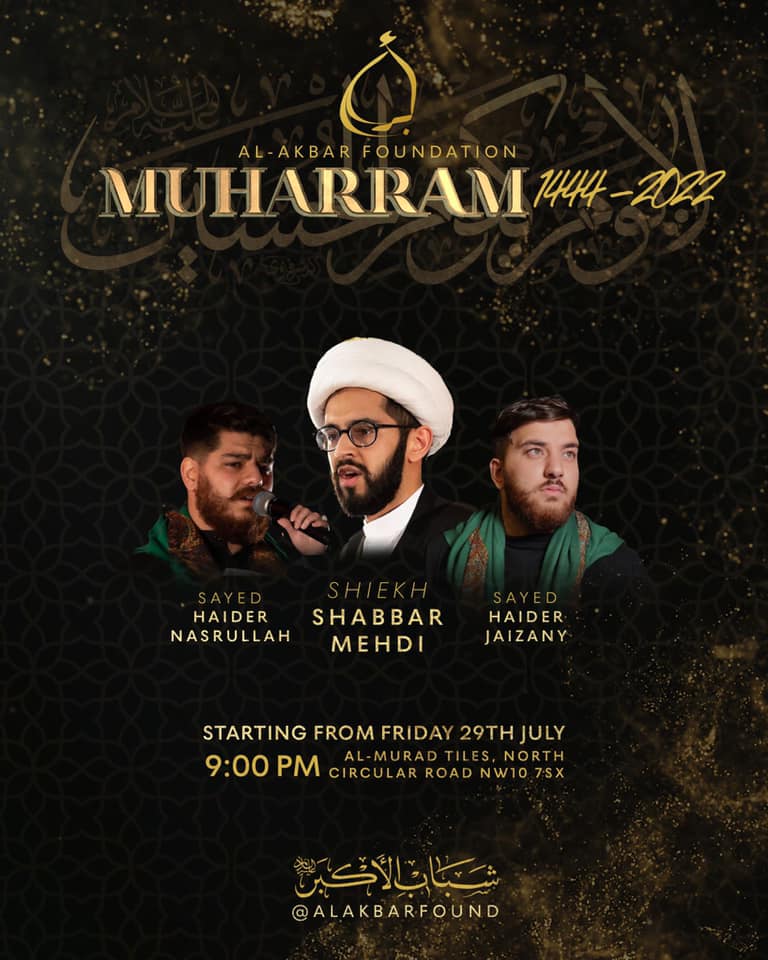 AL-AKBAR FOUNDATION
MUHARRAM 1444-2022
SAYED
HAIDER
NASRULLAH
SHIEKH
SHABBAR
MEHDI
SAYED
HAIDER
JAIZANY
STARTING FROM FRIDAY 29TH JULY
9:00 PM
AL-MURAD TILES, NORTH
CIRCULAR ROAD NW10 7SX
شباب الأكبر
@ALAKBARFOUND